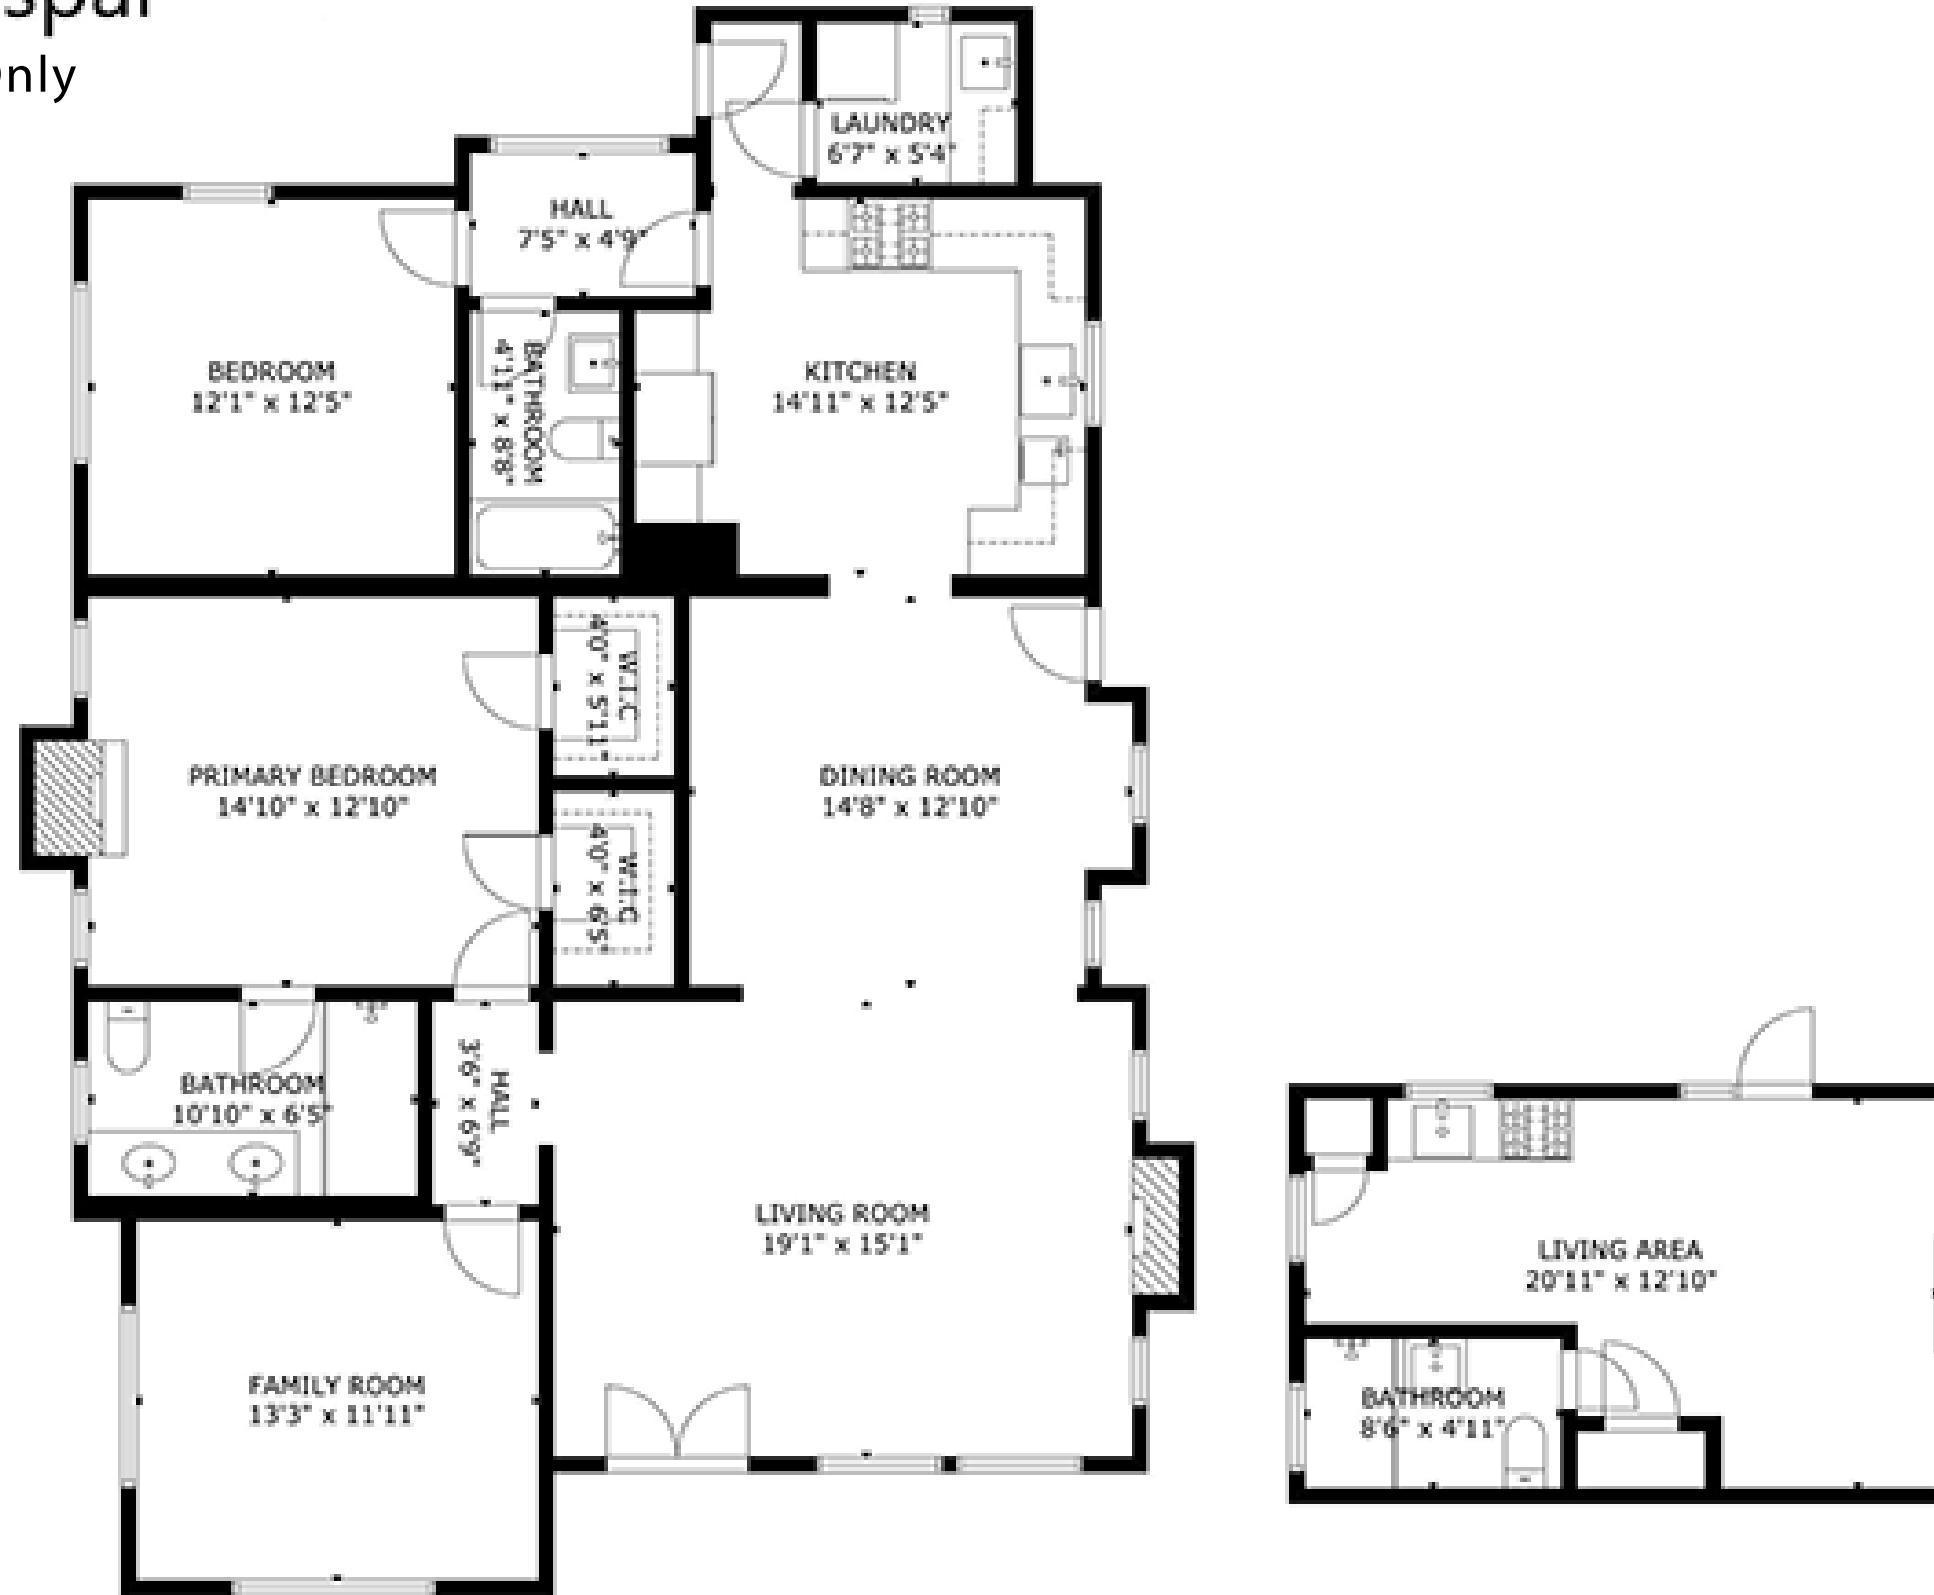 spur
Only
LAUNDRY
6'7" x 5'4"
HALL
7'5" x 4'9"
BEDROOM
12'1" x 12'5"
BATHROOM
4'11" x 8'8"
KITCHEN
14'11" x 12'5"
W.I.C
4'0" x 5'11"
PRIMARY BEDROOM
14'10" x 12'10"
DINING ROOM
14'8" x 12'10"
W.I.C
4'0" x 6'5"
BATHROOM
10'10" x 6'5"
HALL
3'6" x 6'9"
LIVING ROOM
19'1" x 15'1"
FAMILY ROOM
13'3" x 11'11"
LIVING AREA
20'11" x 12'10"
BATHROOM
8'6" x 4'11"